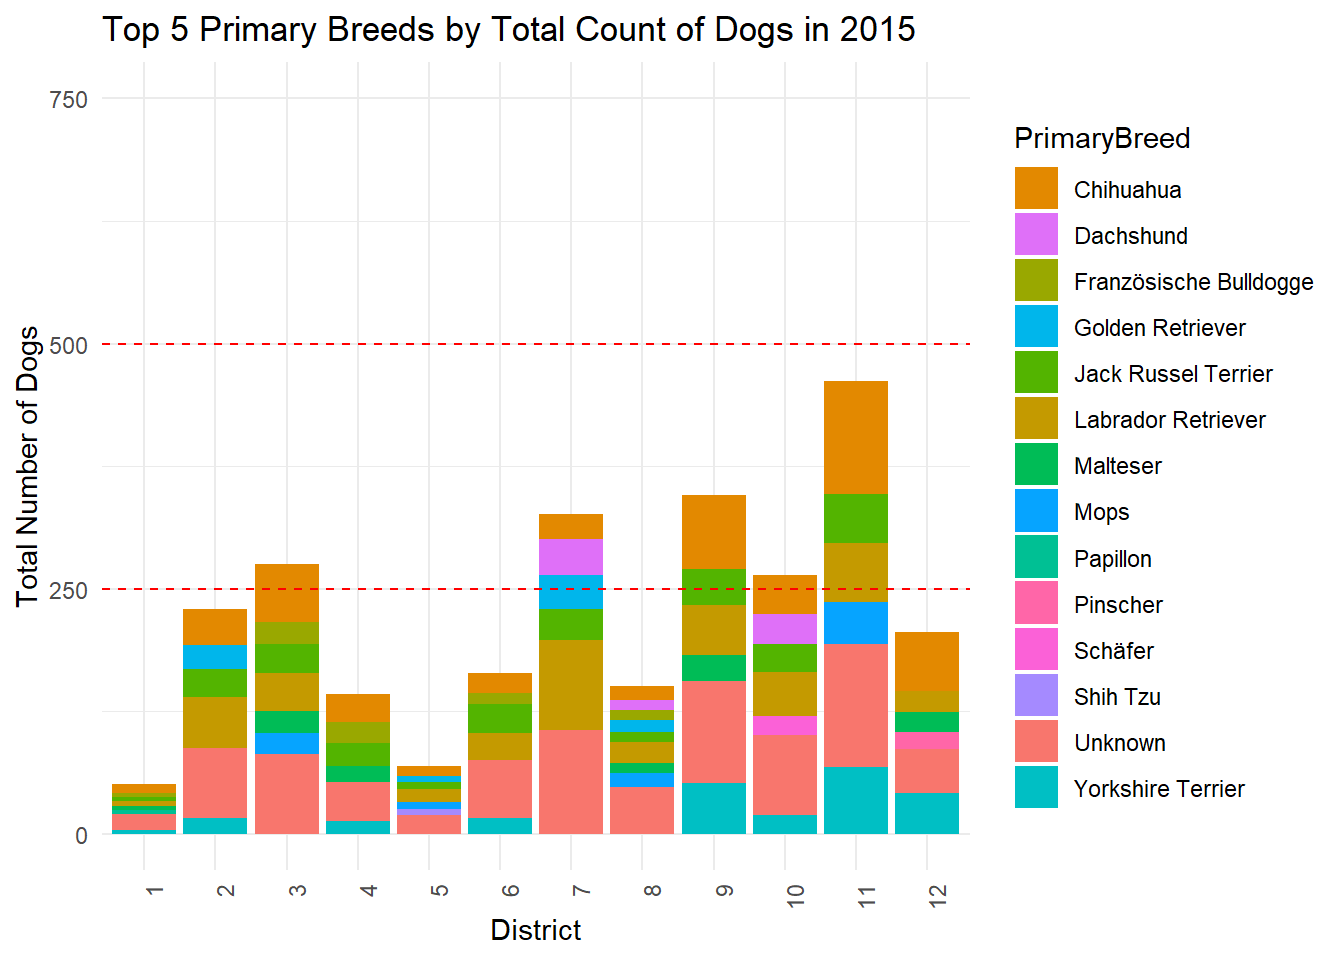 Top 5 Primary Breeds by Total Count of Dogs in 2015
Total Number of Dogs
750
500
250
0
1
2
3
4
5
6
7
8
9
10
11
12
District
PrimaryBreed
Chihuahua
Dachshund
Französische Bulldogge
Golden Retriever
Jack Russel Terrier
Labrador Retriever
Malteser
Mops
Papillon
Pinscher
Schäfer
Shih Tzu
Unknown
Yorkshire Terrier